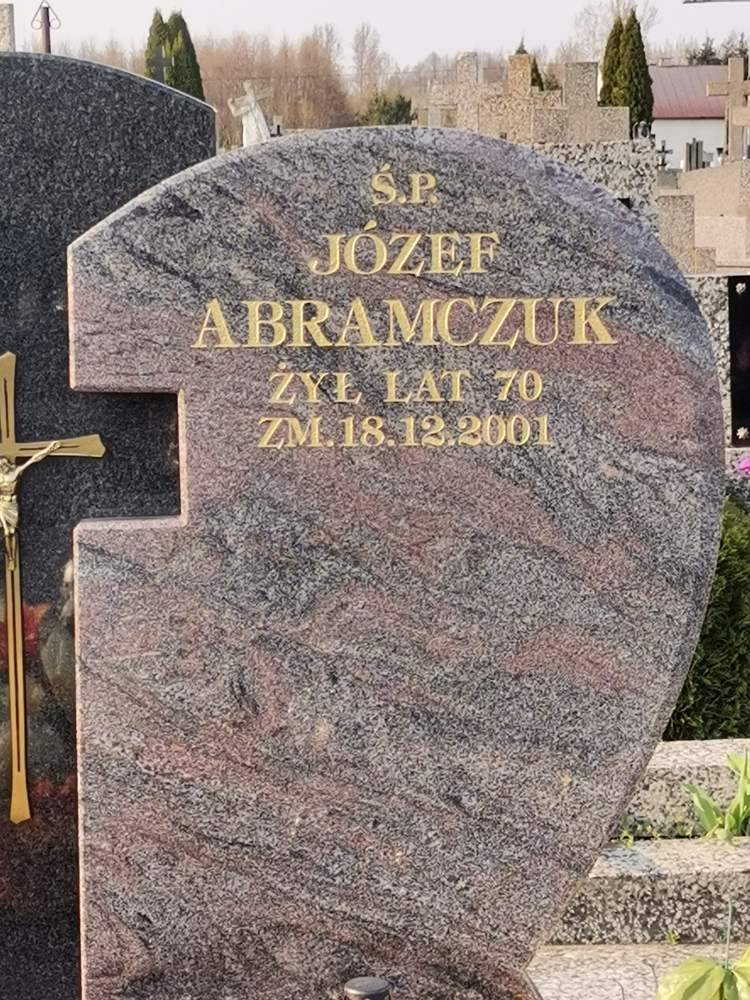 Ś.P.
JÓZEF
ABRAMCZUK
ŻYŁ LAT 70
ZM.18.12.2001